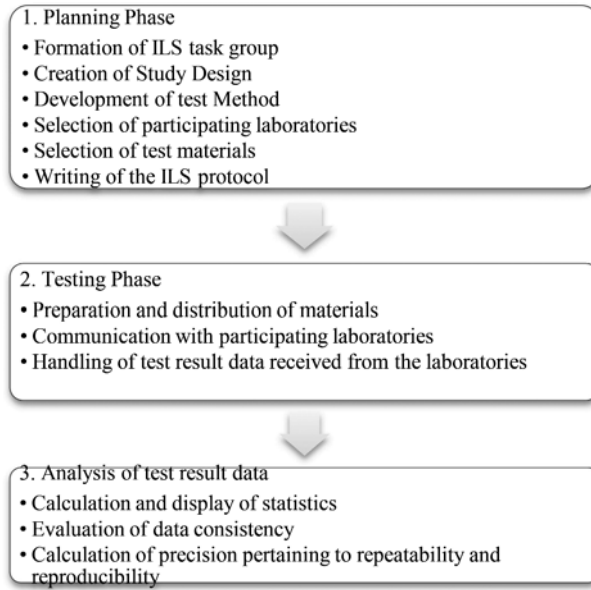 1. Planning Phase
• Formation of ILS task group
• Creation of Study Design
• Development of test Method
• Selection of participating laboratories
• Selection of test materials
• Writing of the ILS protocol
2. Testing Phase
• Preparation and distribution of materials
• Communication with participating laboratories
• Handling of test result data received from the laboratories
3. Analysis of test result data
• Calculation and display of statistics
• Evaluation of data consistency
• Calculation of precision pertaining to repeatability and
reproducibility